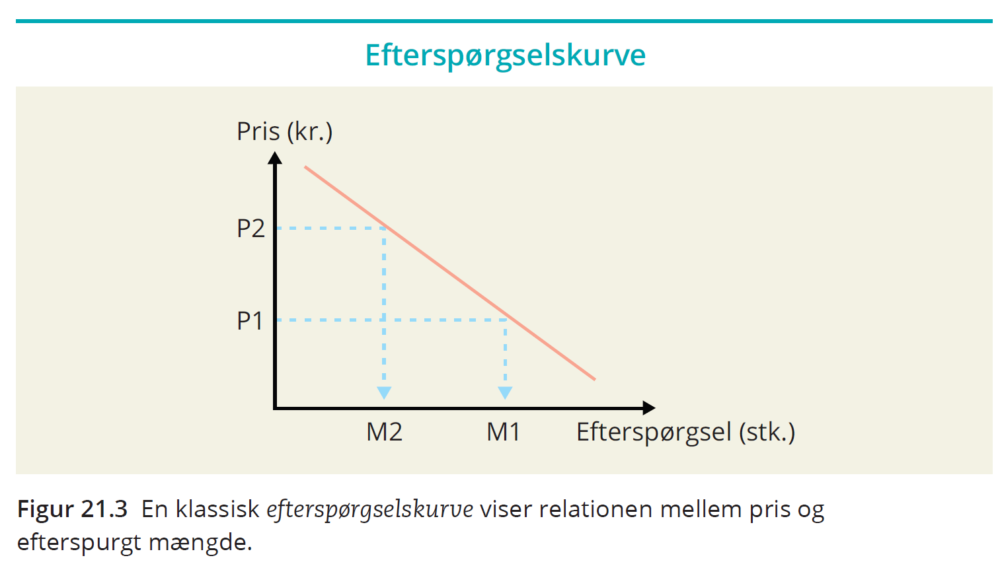 Efterspørgselskurve
Pris (kr.)
P2
P1
M2 M1 Efterspørgsel (stk.)
Figur 21.3 En klassisk efterspørgselskurve viser relationen mellem pris og
efterspurgt mængde.